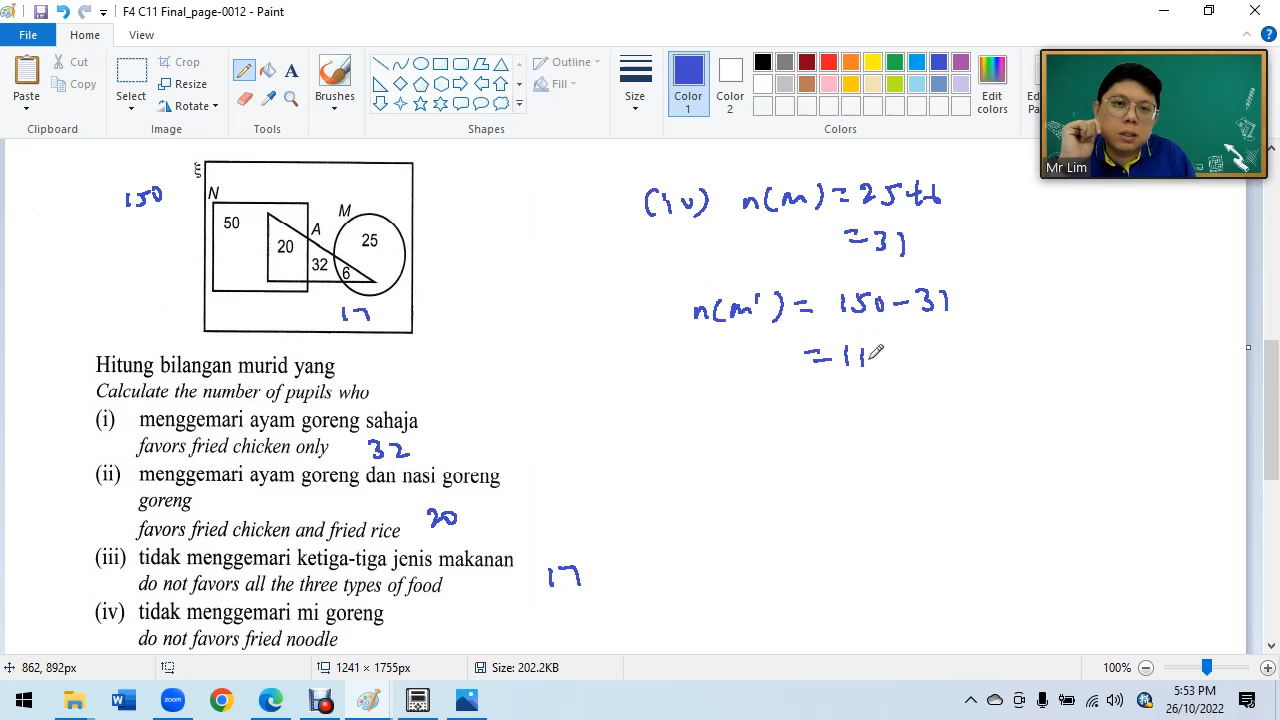 F4 C11 Final_page-0012 - Paint
File Home View
Paste
Cut
Copy
Clipboard
Select
Crop
Resize
Rotate
Image
Tools
Brushes
Shapes
Outline
Fill
Size
Color 1
Color 2
Edit colors
Colors
Mr Lim
150
ξ
N
50
A
M
20
32
6
25
17
(iv) n(M) = 25+6
= 31
n(M') = 150 - 31
= 11
Hitung bilangan murid yang
Calculate the number of pupils who
(i) menggemari ayam goreng sahaja
favors fried chicken only 32
(ii) menggemari ayam goreng dan nasi goreng
goreng
favors fried chicken and fried rice 20
(iii) tidak menggemari ketiga-tiga jenis makanan
do not favors all the three types of food 17
(iv) tidak menggemari mi goreng
do not favors fried noodle
862, 892px
1241 × 1755px
Size: 202.2KB
100%
zoom
5:53 PM
26/10/2022